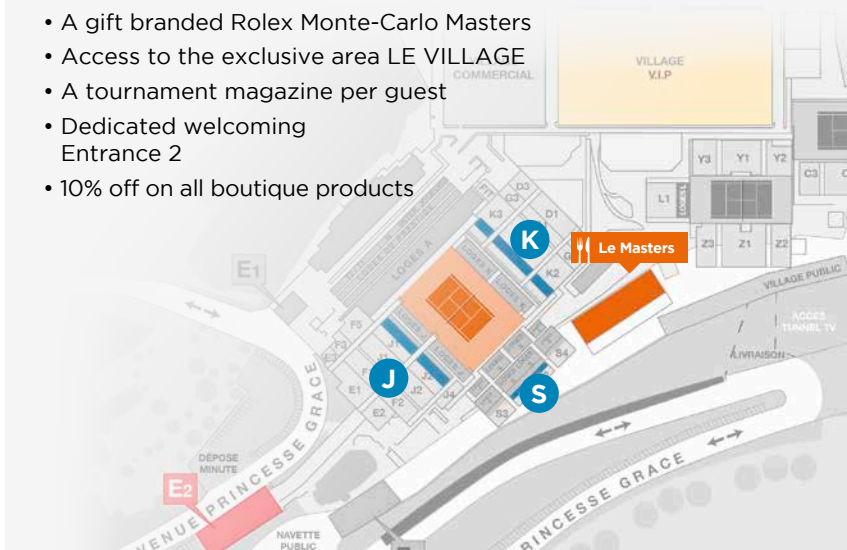 • A gift branded Rolex Monte-Carlo Masters
• Access to the exclusive area LE VILLAGE
• A tournament magazine per guest
• Dedicated welcoming
Entrance 2
• 10% off on all boutique products
COMMERCIAL
VILLAGE
V.I.P
Y3
Y1
Y2
C3
L1
LOGES L
Z3
Z1
Z2
D3
G3
K3
D1
K
K2
Le Masters
VILLAGE PUBLIC
ACCES
TUNNEL TV
LIVRAISON
LOGES A
E1
F5
J1
J1
J
E1
F2
E2
J2
J4
S4
S
S3
DÉPOSE
MINUTE
E2
AVENUE PRINCESSE GRACE
NAVETTE
PUBLIC
PRINCESSE GRACE